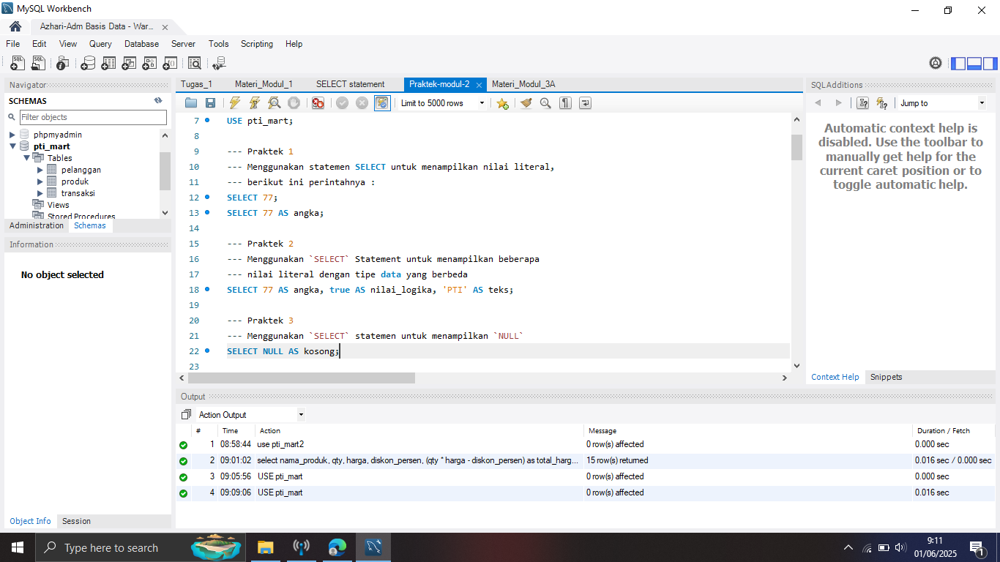 MySQL Workbench
Azhari-Adm Basis Data - War...
File Edit View Query Database Server Tools Scripting Help
Navigator
SCHEMAS
Filter objects
phpmyadmin
pti_mart
Tables
pelanggan
produk
transaksi
Views
Stored Procedures
Administration Schemas
Information
No object selected
Object Info Session
Tugas_1 Materi_Modul_1 SELECT statement Praktek-modul-2 Materi_Modul_3A
Limit to 5000 rows
7 USE pti_mart;
8
9 --- Praktek 1
10 --- Menggunakan statemen SELECT untuk menampilkan nilai literal,
11 --- berikut ini perintahnya :
12 SELECT 77;
13 SELECT 77 AS angka;
14
15 --- Praktek 2
16 --- Menggunakan `SELECT` Statement untuk menampilkan beberapa
17 --- nilai literal dengan tipe data yang berbeda
18 SELECT 77 AS angka, true AS nilai_logika, 'PTI' AS teks;
19
20 --- Praktek 3
21 --- Menggunakan `SELECT` statemen untuk menampilkan `NULL`
22 SELECT NULL AS kosong;
23
Output
Action Output
# Time Action Message Duration / Fetch
1 08:58:44 use pti_mart2 0 row(s) affected 0.000 sec
2 09:01:02 select nama_produk, qty, harga, diskon_persen, (qty * harga - diskon_persen) as total_harg... 15 row(s) returned 0.016 sec / 0.000 sec
3 09:05:56 USE pti_mart 0 row(s) affected 0.000 sec
4 09:09:06 USE pti_mart 0 row(s) affected 0.016 sec
SQLAdditions
Jump to
Automatic context help is
disabled. Use the toolbar to
manually get help for the
current caret position or to
toggle automatic help.
Context Help Snippets
Type here to search
9:11
01/06/2025
1